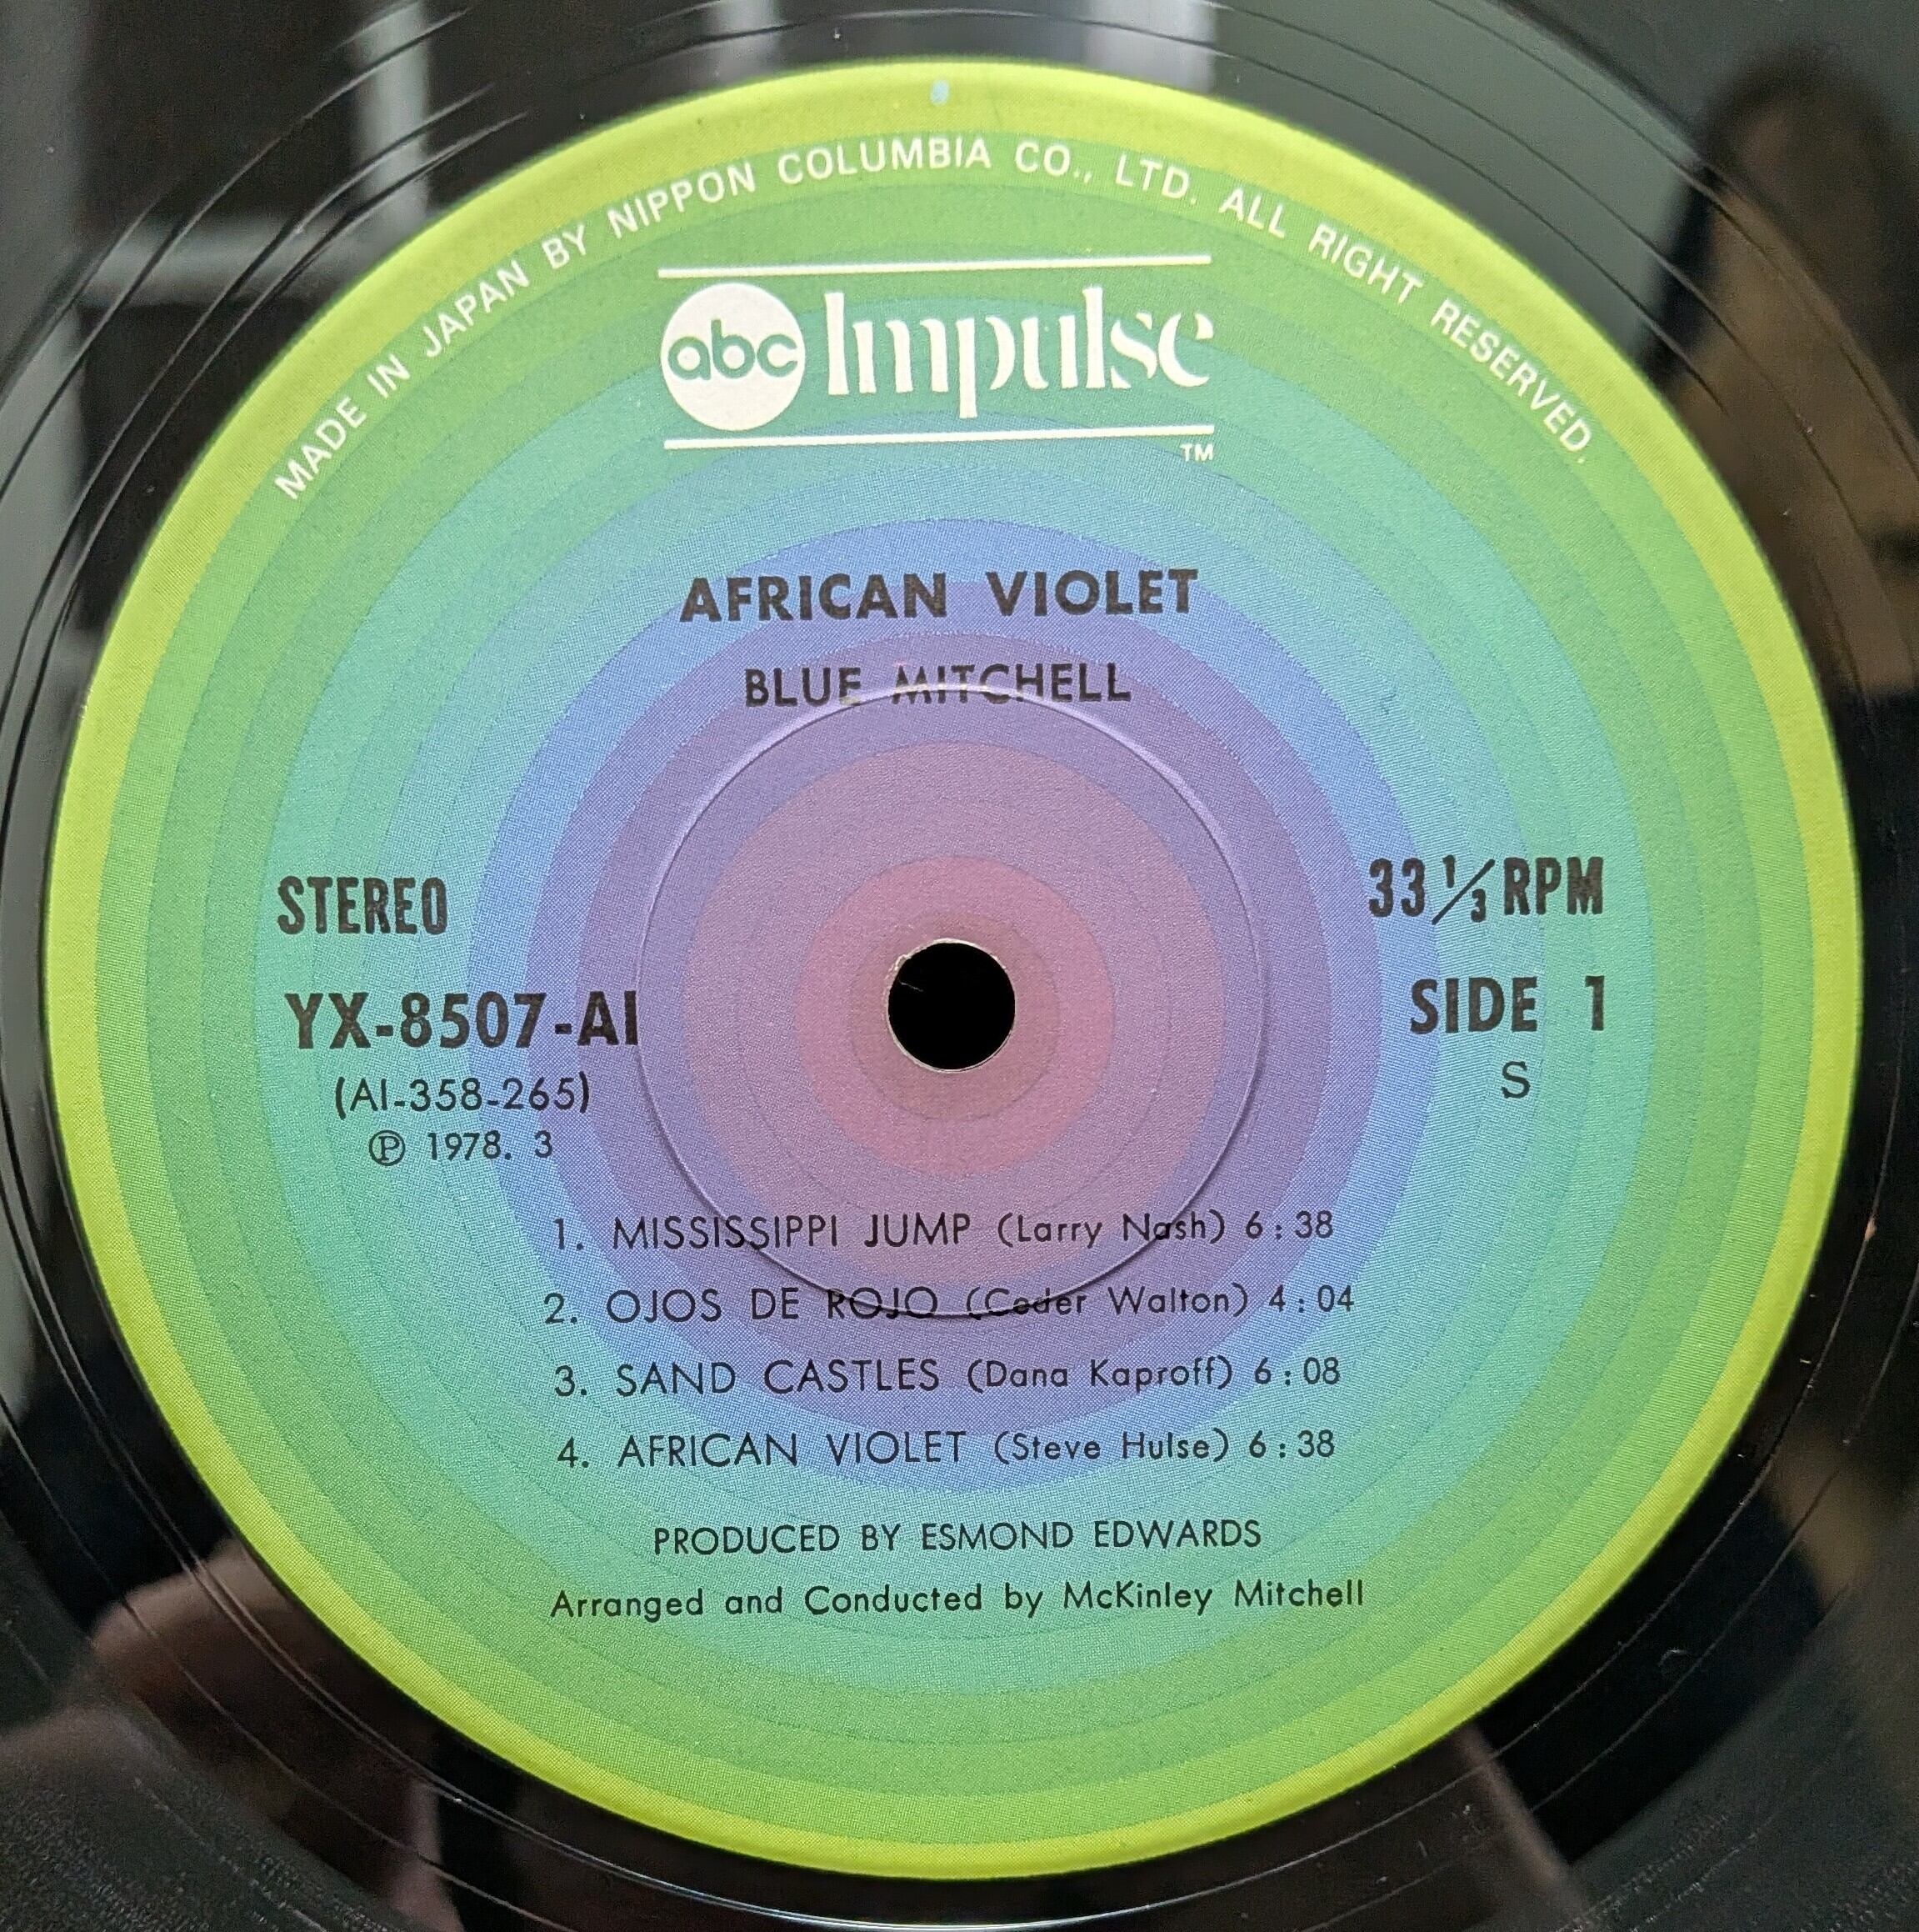 MADE IN JAPAN BY NIPPON COLUMBIA CO., LTD. ALL RIGHT RESERVED.
abc Impulse
TM
AFRICAN VIOLET
BLUE MITCHELL
STEREO
33 1/3 RPM
YX-8507-AI
SIDE 1
(AI-358-265)
S
Ⓟ 1978. 3
1. MISSISSIPPI JUMP (Larry Nash) 6:38
2. OJOS DE ROJO (Ceder Walton) 4:04
3. SAND CASTLES (Dana Kaproff) 6:08
4. AFRICAN VIOLET (Steve Hulse) 6:38
PRODUCED BY ESMOND EDWARDS
Arranged and Conducted by McKinley Mitchell